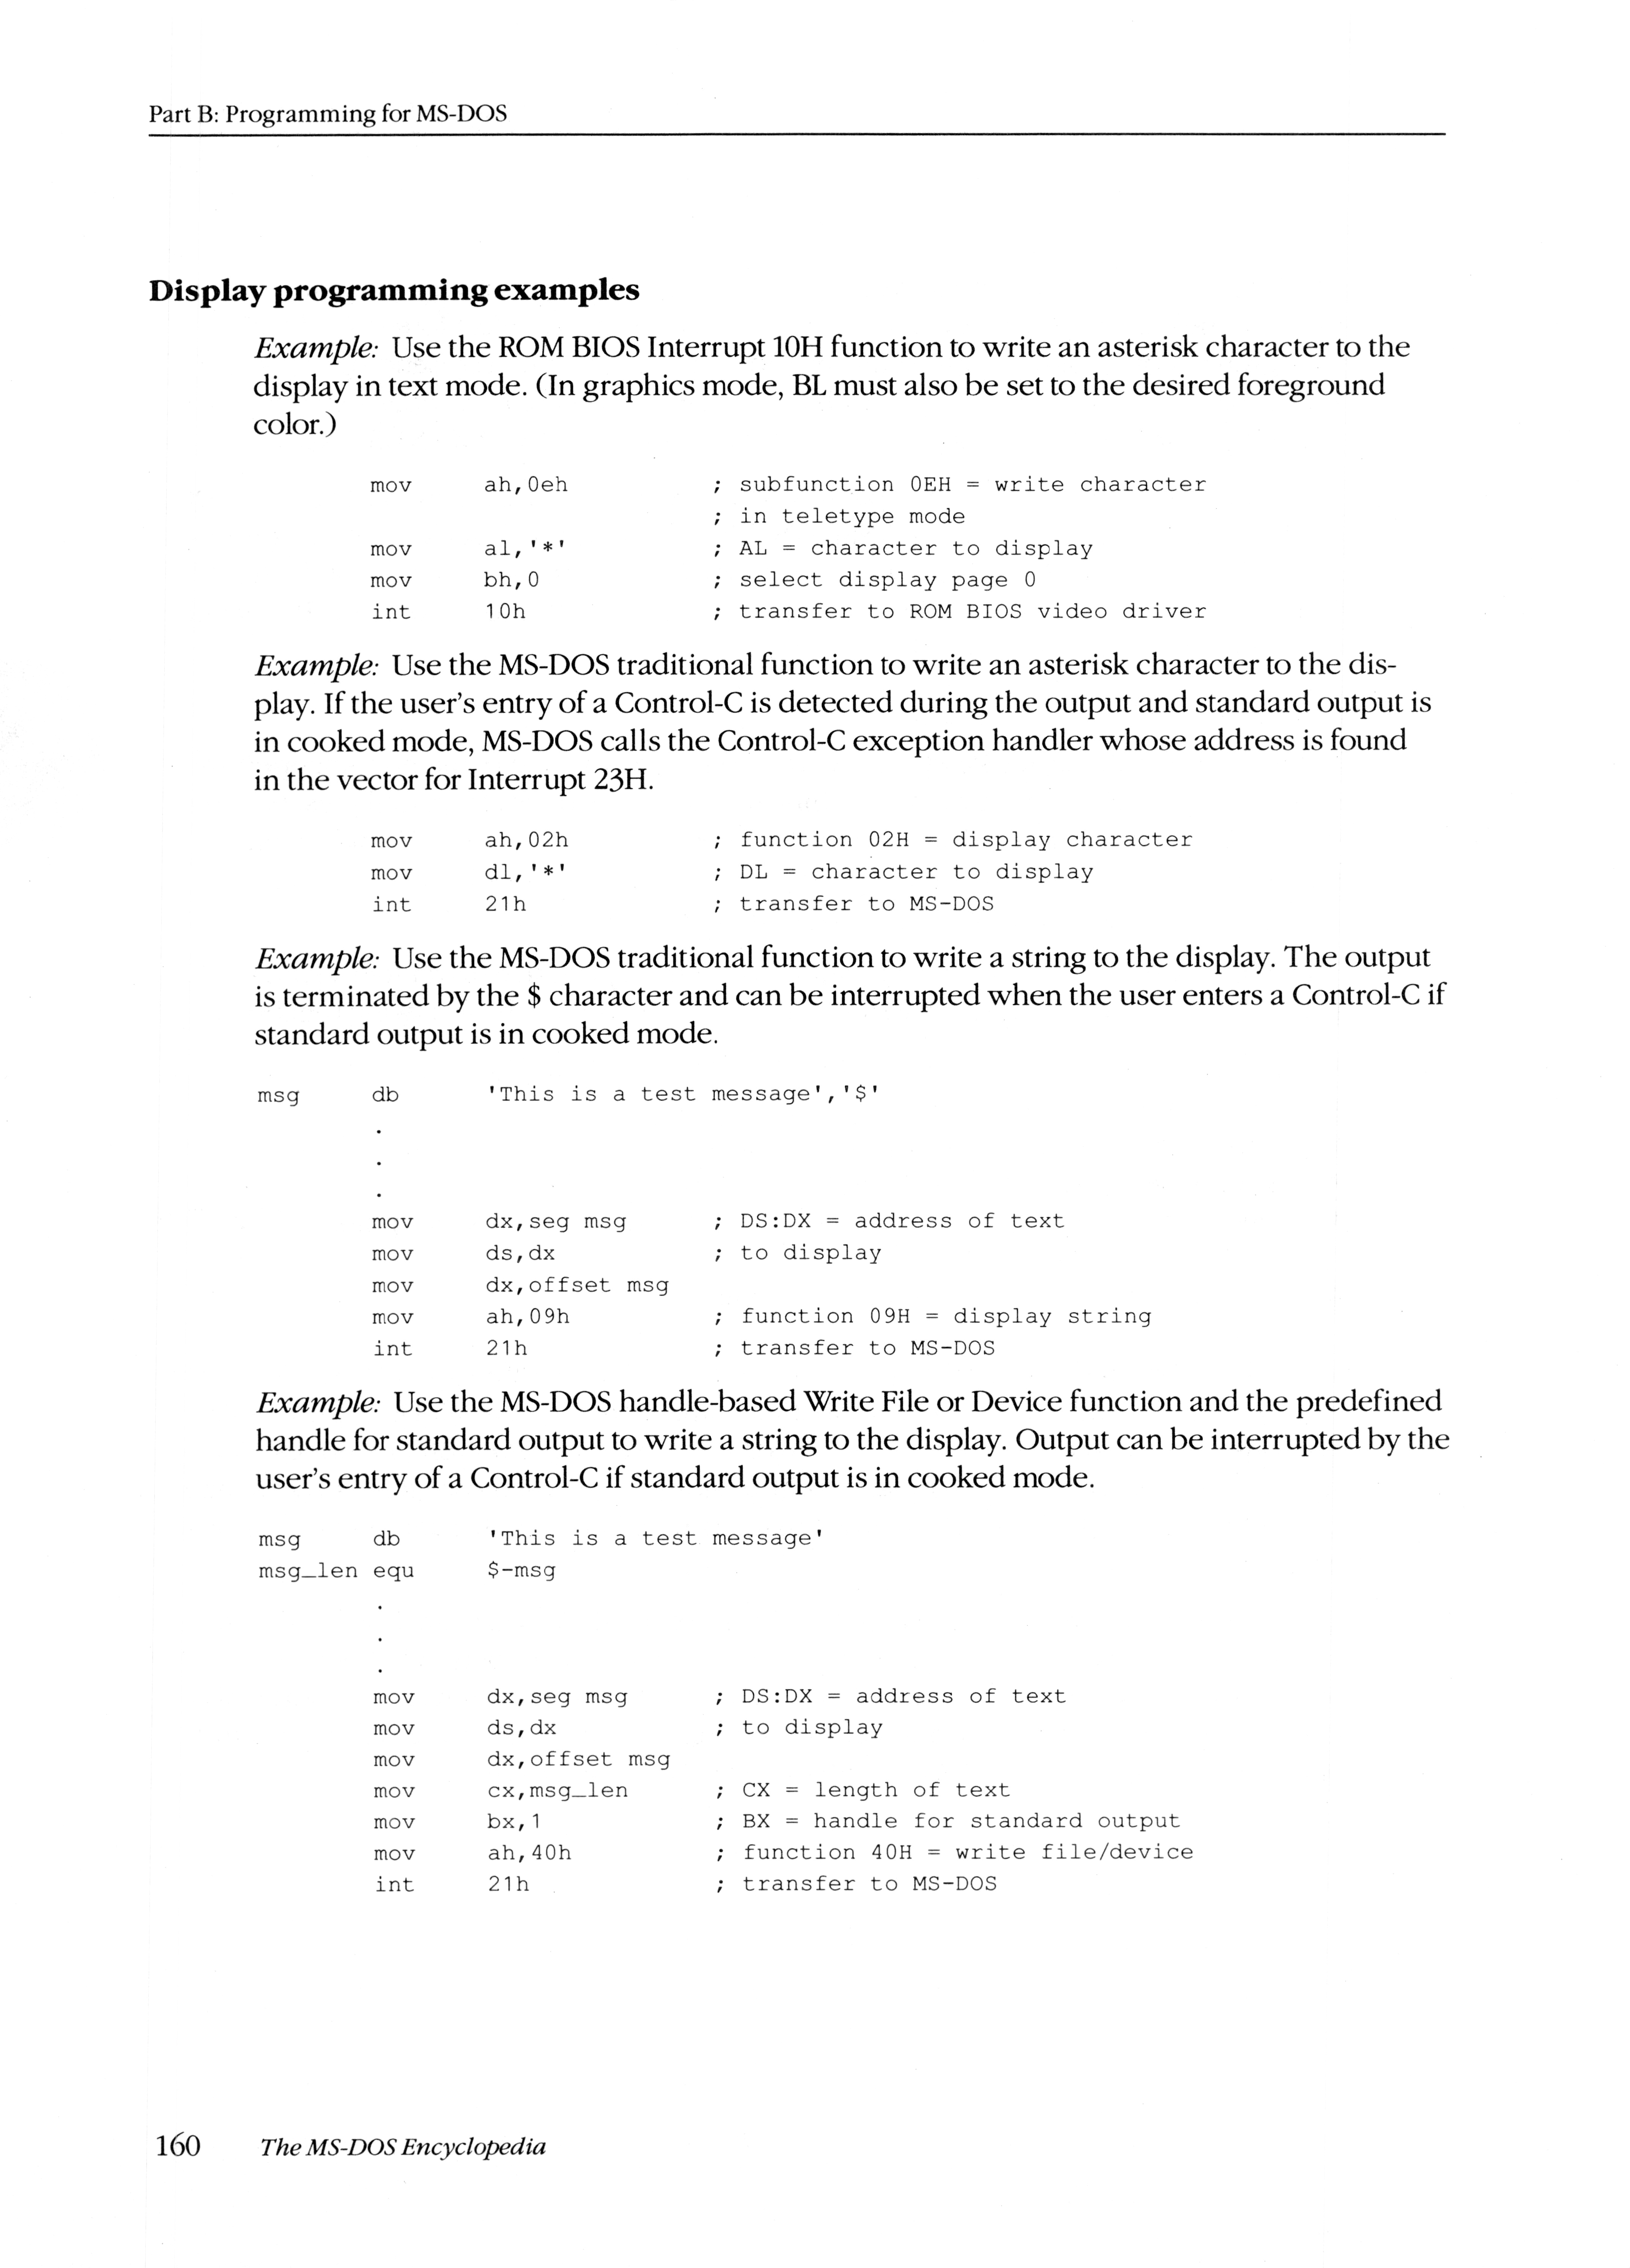 Part B: Programming for MS-DOS
Display programming examples
Example: Use the ROM BIOS Interrupt 10H function to write an asterisk character to the
display in text mode. (In graphics mode, BL must also be set to the desired foreground
color.)
mov ah,0eh ; subfunction 0EH = write character
; in teletype mode
mov al,'*' ; AL = character to display
mov bh,0 ; select display page 0
int 10h ; transfer to ROM BIOS video driver
Example: Use the MS-DOS traditional function to write an asterisk character to the dis-
play. If the user's entry of a Control-C is detected during the output and standard output is
in cooked mode, MS-DOS calls the Control-C exception handler whose address is found
in the vector for Interrupt 23H.
mov ah,02h ; function 02H = display character
mov dl,'*' ; DL = character to display
int 21h ; transfer to MS-DOS
Example: Use the MS-DOS traditional function to write a string to the display. The output
is terminated by the $ character and can be interrupted when the user enters a Control-C if
standard output is in cooked mode.
msg db 'This is a test message','$'
.
.
.
mov dx,seg msg ; DS:DX = address of text
mov ds,dx ; to display
mov dx,offset msg
mov ah,09h ; function 09H = display string
int 21h ; transfer to MS-DOS
Example: Use the MS-DOS handle-based Write File or Device function and the predefined
handle for standard output to write a string to the display. Output can be interrupted by the
user's entry of a Control-C if standard output is in cooked mode.
msg db 'This is a test message'
msg_len equ $-msg
.
.
.
mov dx,seg msg ; DS:DX = address of text
mov ds,dx ; to display
mov dx,offset msg
mov cx,msg_len ; CX = length of text
mov bx,1 ; BX = handle for standard output
mov ah,40h ; function 40H = write file/device
int 21h ; transfer to MS-DOS
160 The MS-DOS Encyclopedia